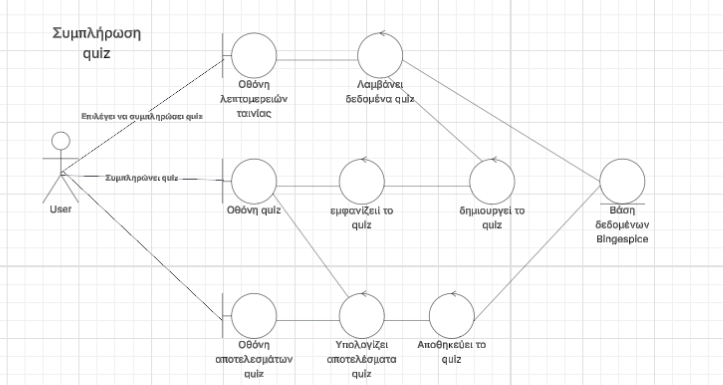 Συμπλήρωση
quiz
Οθόνη
λεπτομερειών
ταινίας
Λαμβάνει
δεδομένα quiz
Επιλέγει να συμπληρώσει quiz
Συμπληρώνει quiz
User
Οθόνη quiz
εμφανίζειί το
quiz
δημιουργεί το
quiz
Βάση
δεδομένων
Bingespice
Οθόνη
αποτελεσμάτων
quiz
Υπολογίζει
αποτελέσματα
quiz
Αποθηκεύει το
quiz